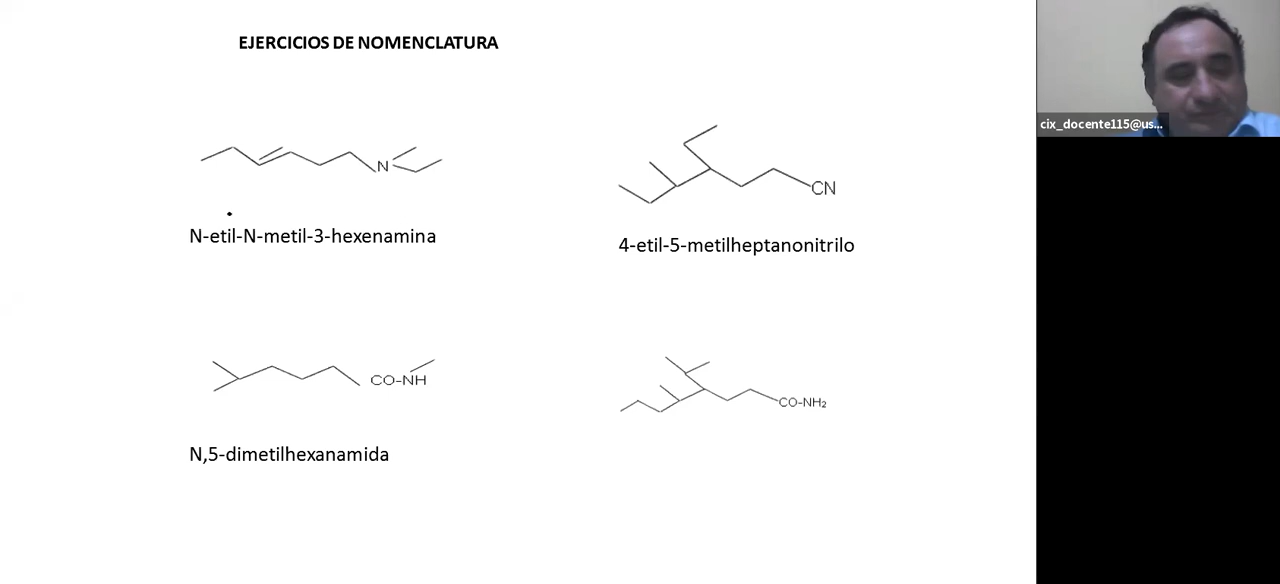 EJERCICIOS DE NOMENCLATURA
cix_docente115@us...
N
CN
N-etil-N-metil-3-hexenamina
4-etil-5-metilheptanonitrilo
CO-NH
CO-NH₂
N,5-dimetilhexanamida